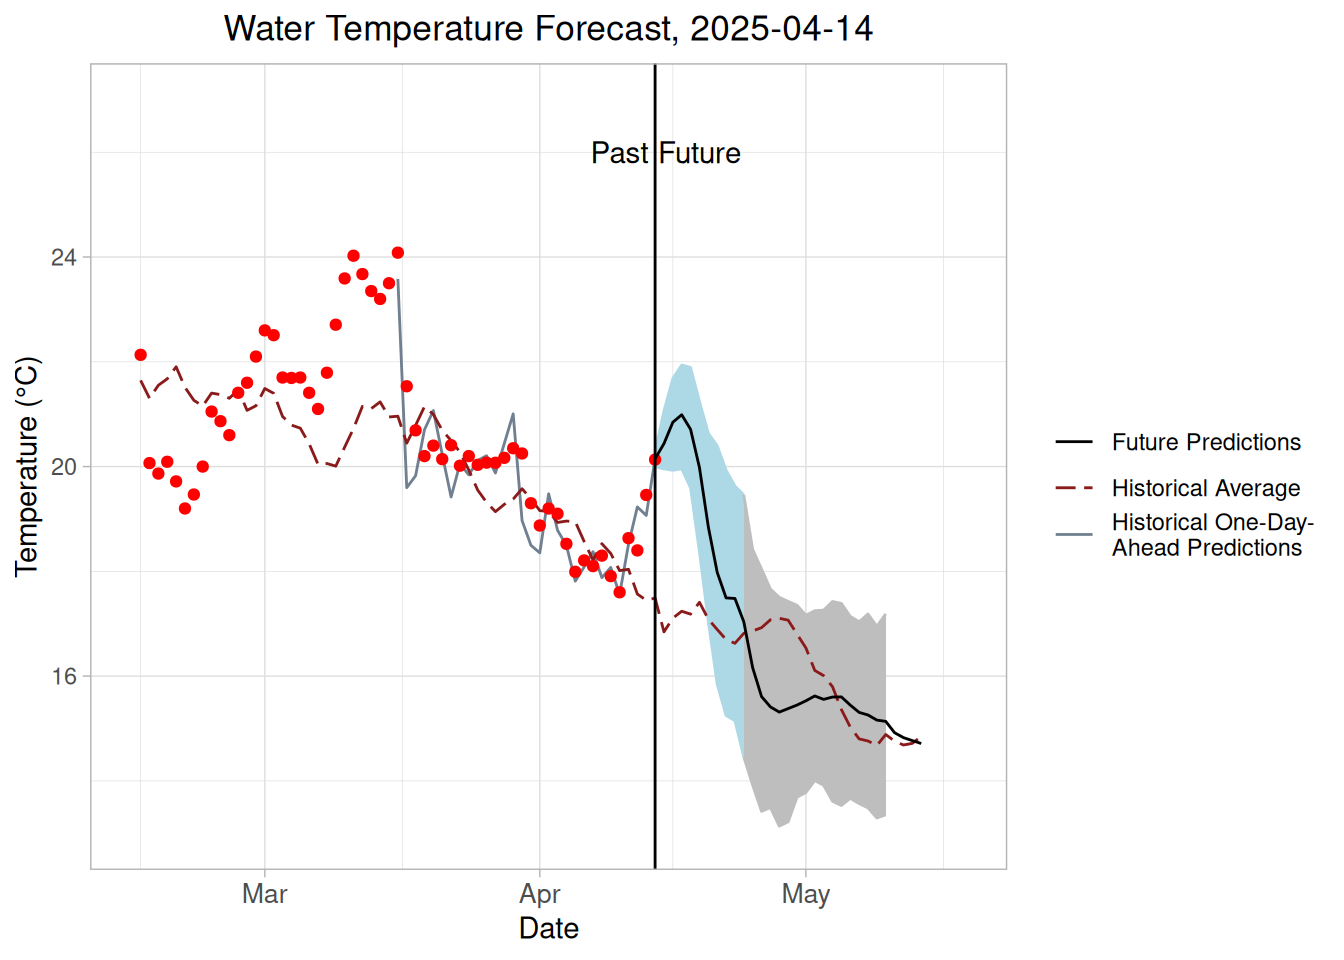 Water Temperature Forecast, 2025-04-14
Past Future
24
20
16
Temperature (°C)
Mar Apr May
Date
Future Predictions
Historical Average
Historical One-Day-
Ahead Predictions